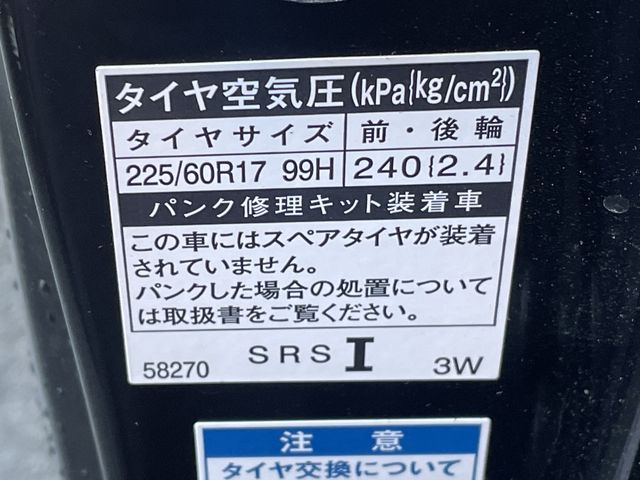 タイヤ空気圧(kPa{kg/cm²})
タイヤサイズ 前・後輪
225/60R17 99H 240{2.4}
パンク修理キット装着車
この車にはスペアタイヤが装着
されていません。
パンクした場合の処置について
は取扱書をご覧ください。
58270 SRS I 3W
注 意
タイヤ交換について